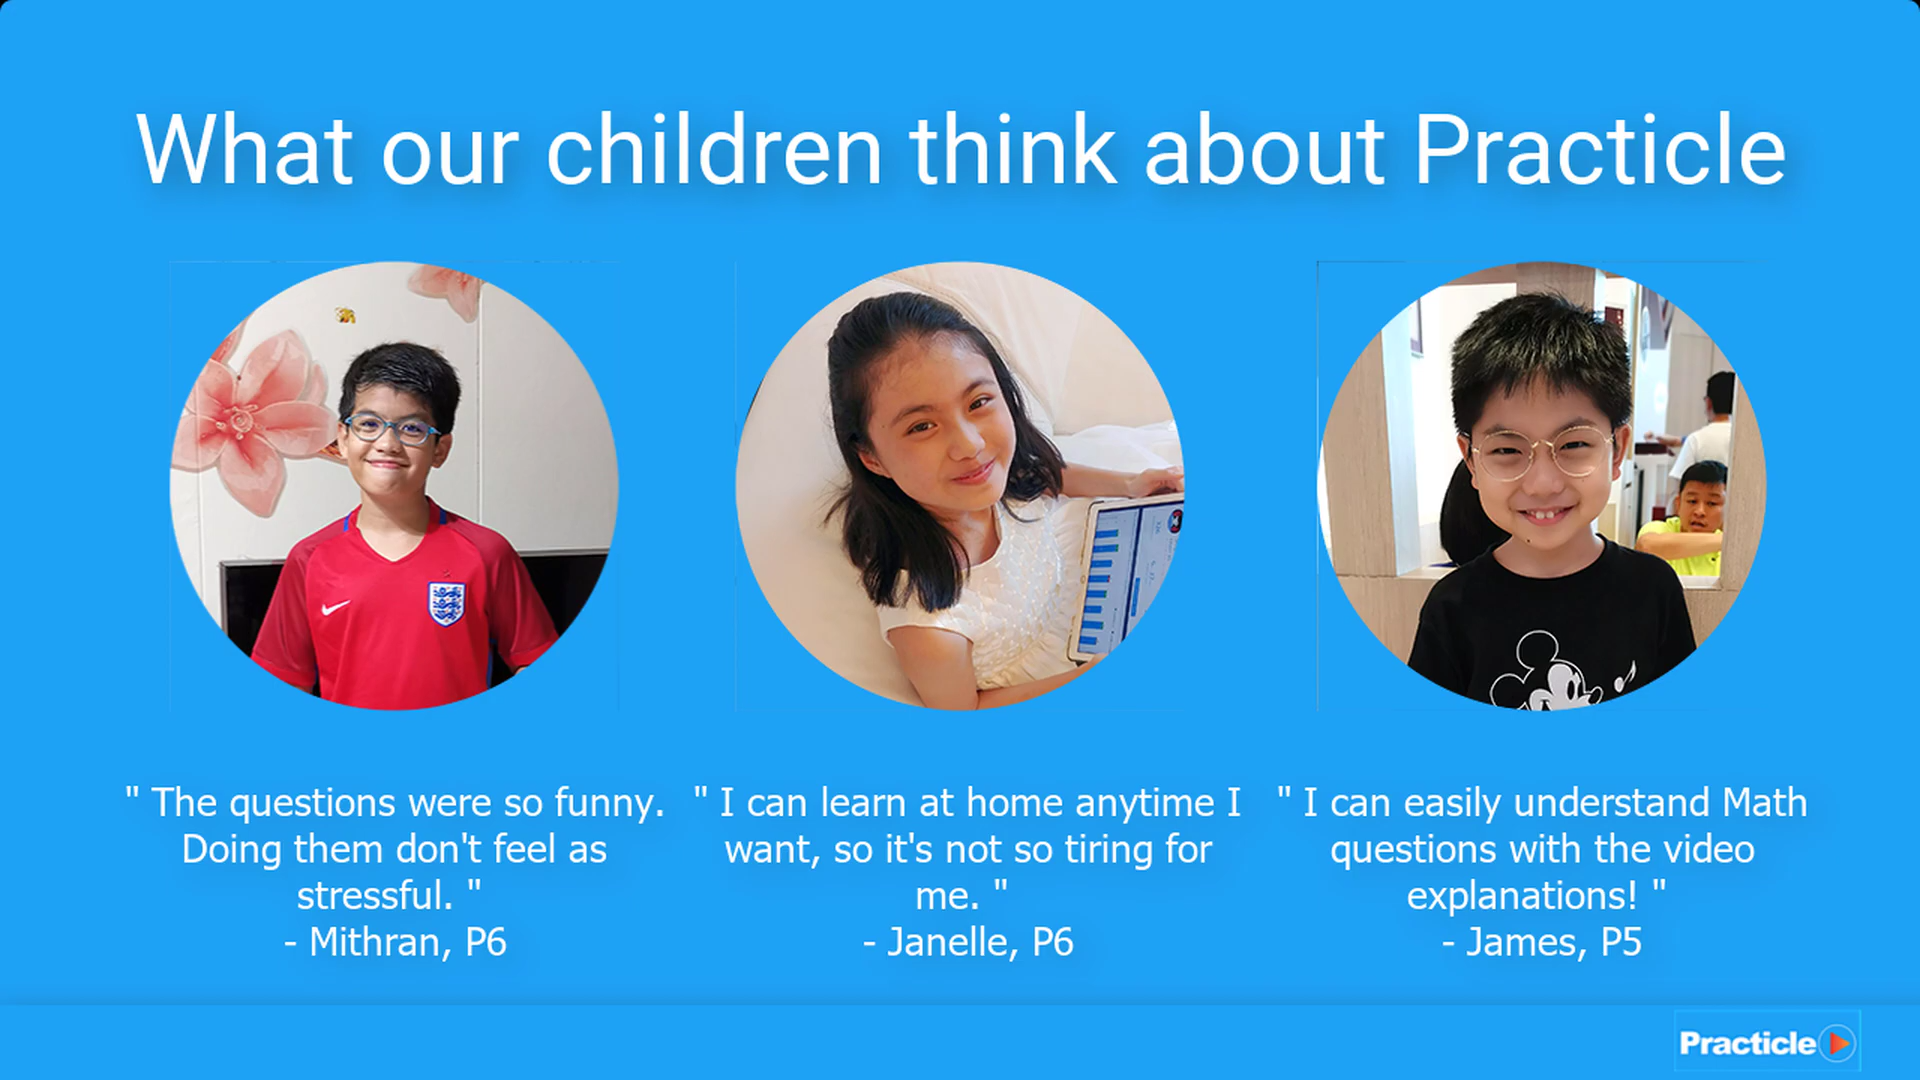 What our children think about Practicle
" The questions were so funny.
Doing them don't feel as
stressful. "
- Mithran, P6
" I can learn at home anytime I
want, so it's not so tiring for
me. "
- Janelle, P6
" I can easily understand Math
questions with the video
explanations! "
- James, P5
Practicle